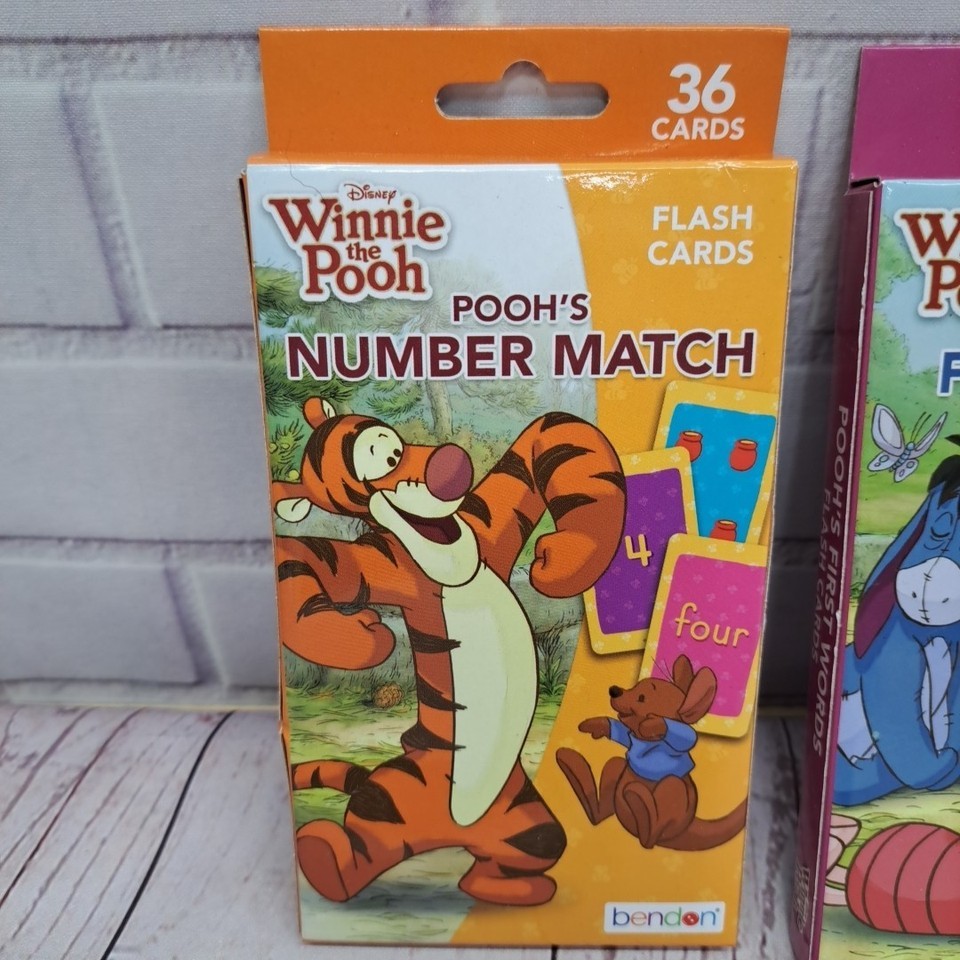 36
CARDS
Disney
Winnie
the
Pooh
FLASH
CARDS
POOH'S
NUMBER MATCH
4
four
bendon
W
P
F
POOH'S FIRST WORDS
FLASH CARDS